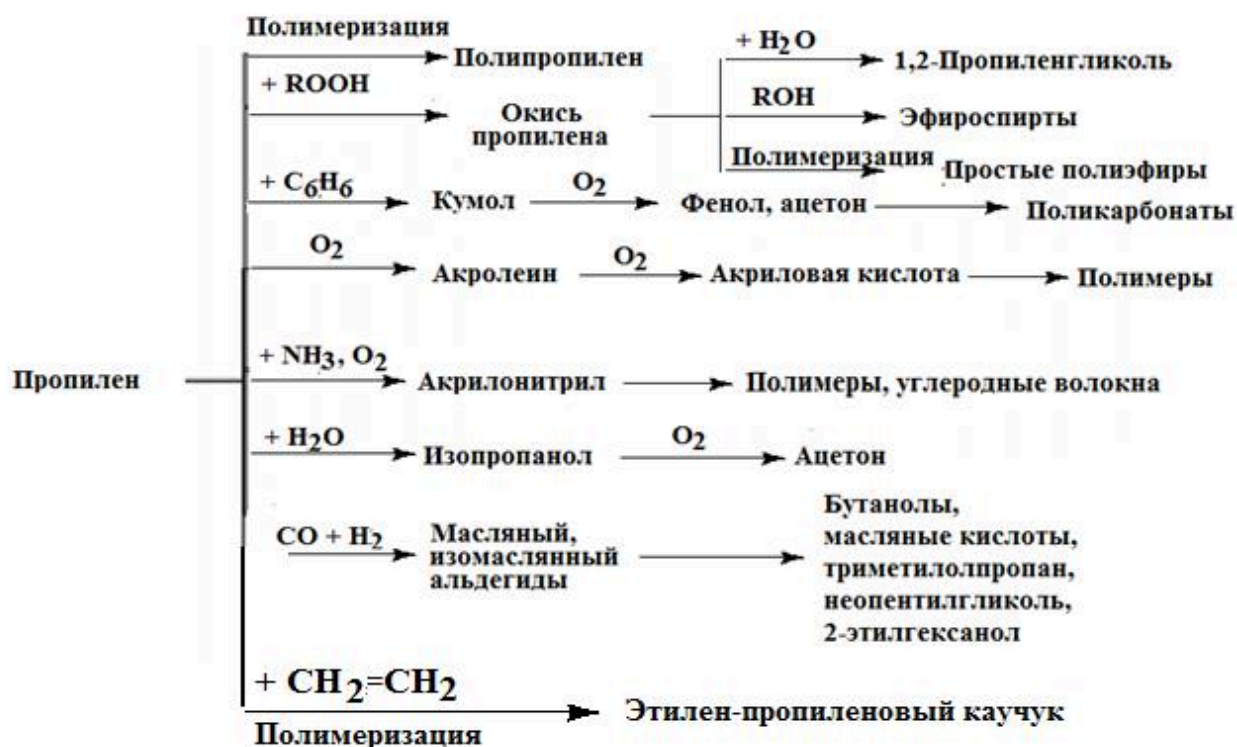 Полимеризация
Полипропилен
+ H2O
1,2-Пропиленгликоль
+ ROOH
Окись
пропилена
ROH
Эфироспирты
Полимеризация
Простые полиэфиры
+ C6H6
Кумол
O2
Фенол, ацетон
Поликарбонаты
O2
Акролеин
O2
Акриловая кислота
Полимеры
Пропилен
+ NH3, O2
Акрилонитрил
Полимеры, углеродные волокна
+ H2O
Изопропанол
O2
Ацетон
CO + H2
Масляный,
изомаслянный
альдегиды
Бутанолы,
масляные кислоты,
триметилолпропан,
неопентилгликоль,
2-этилгексанол
+ CH2=CH2
Полимеризация
Этилен-пропиленовый каучук